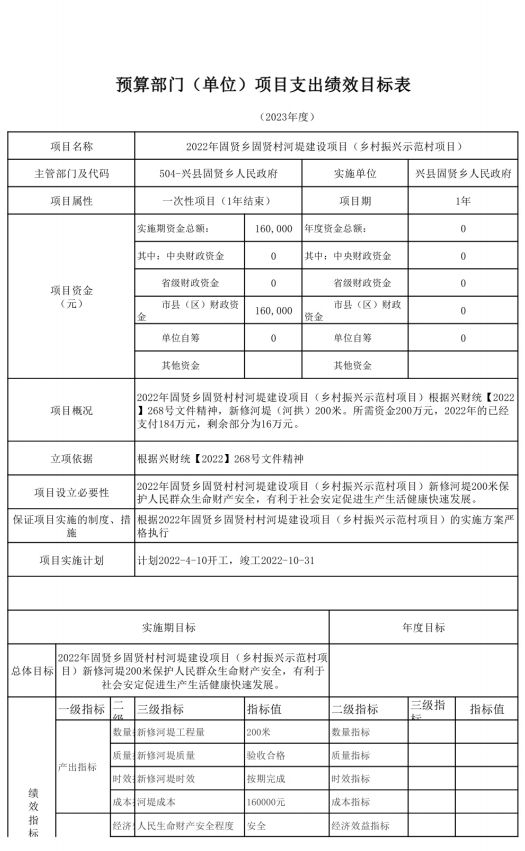 预算部门（单位）项目支出绩效目标表
（2023年度）
项目名称 2022年固贤乡固贤村河堤建设项目（乡村振兴示范村项目）
主管部门及代码 504-兴县固贤乡人民政府 实施单位 兴县固贤乡人民政府
项目属性 一次性项目（1年结束） 项目期 1年
项目资金
（元）
实施期资金总额： 160,000 年度资金总额： 0
其中：中央财政资金 0 其中：中央财政资金 0
省级财政资金 0 省级财政资金 0
市县（区）财政资
金 160,000 市县（区）财政
资金 0
单位自筹 0 单位自筹 0
其他资金 其他资金
项目概况
2022年固贤乡固贤村村河堤建设项目（乡村振兴示范村项目）根据兴财统【2022
】268号文件精神，新修河堤（河拱）200米。所需资金200万元，2022年的已经
支付184万元，剩余部分为16万元。
立项依据 根据兴财统【2022】268号文件精神
项目设立必要性
2022年固贤乡固贤村村河堤建设项目（乡村振兴示范村项目）新修河堤200米保
护人民群众生命财产安全，有利于社会安定促进生产生活健康快速发展。
保证项目实施的制度、措
施
根据2022年固贤乡固贤村村河堤建设项目（乡村振兴示范村项目）的实施方案严
格执行
项目实施计划 计划2022-4-10开工，竣工2022-10-31
实施期目标 年度目标
总体目标
2022年固贤乡固贤村村河堤建设项目（乡村振兴示范村项
目）新修河堤200米保护人民群众生命财产安全，有利于
社会安定促进生产生活健康快速发展。
绩
效
指
标
一级指标 二
级 三级指标 指标值 二级指标 三级指
标 指标值
产出指标
数量 新修河堤工程量 200米 数量指标
质量 新修河堤质量 验收合格 质量指标
时效 新修河堤时效 按期完成 时效指标
成本 河堤成本 160000元 成本指标
经济 人民生命财产安全程度 安全 经济效益指标